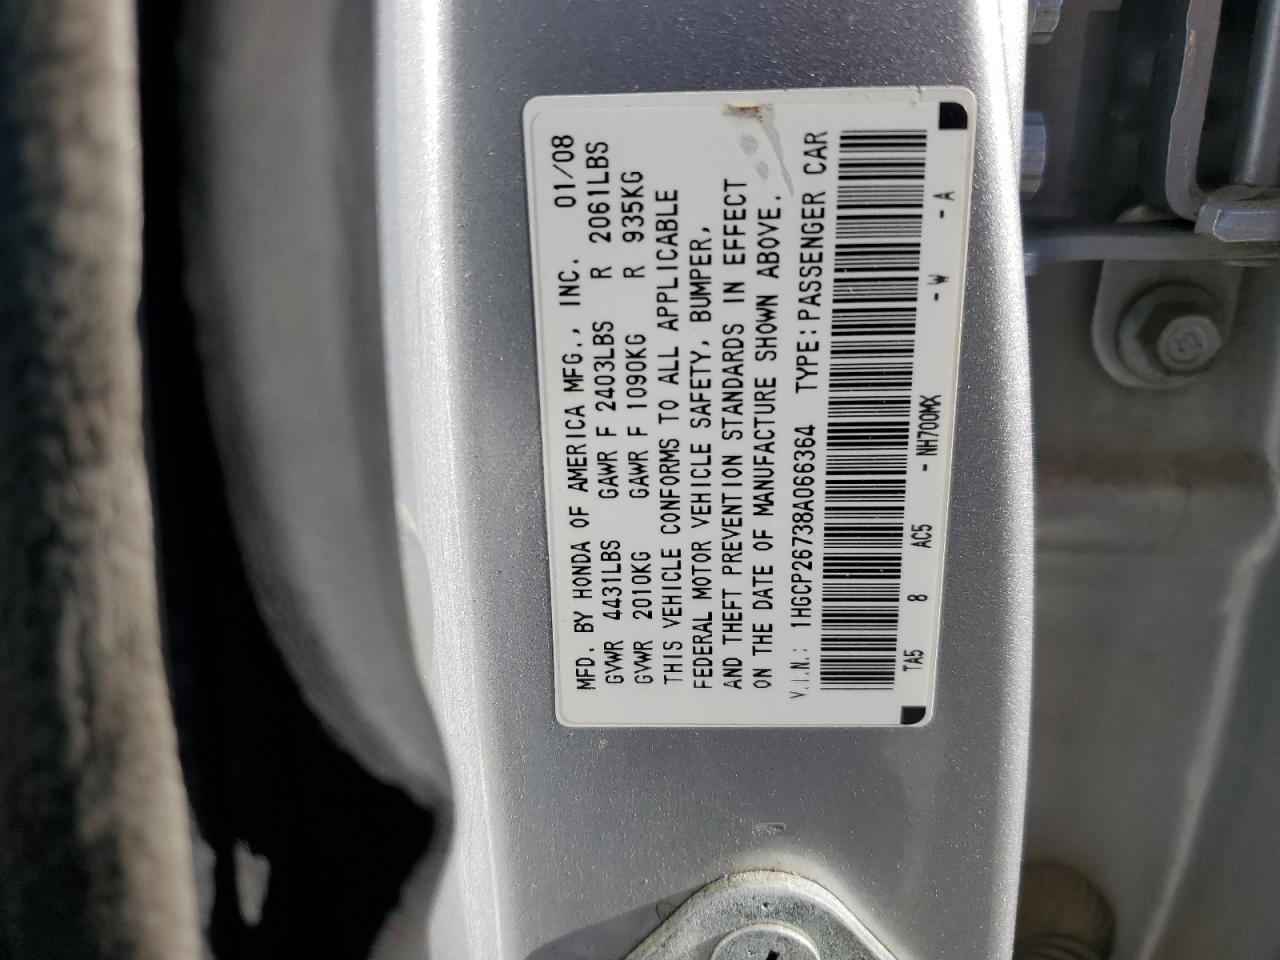 MFD. BY HONDA OF AMERICA MFG., INC. 01/08
GVWR 4431LBS GAWR F 2403LBS R 2061LBS
GVWR 2010KG GAWR F 1090KG R 935KG
THIS VEHICLE CONFORMS TO ALL APPLICABLE
FEDERAL MOTOR VEHICLE SAFETY, BUMPER,
AND THEFT PREVENTION STANDARDS IN EFFECT
ON THE DATE OF MANUFACTURE SHOWN ABOVE.
V.I.N.: 1HGCP26738A066364 TYPE:PASSENGER CAR
TA5 8 AC5 - NH700MX - W - A